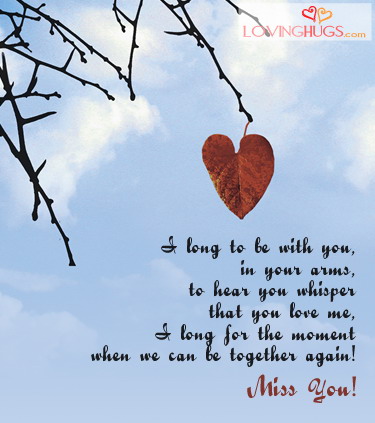 LOVINGHUGS.com
I long to be with you,
in your arms,
to hear you whisper
that you love me,
I long for the moment
when we can be together again!
Miss You!